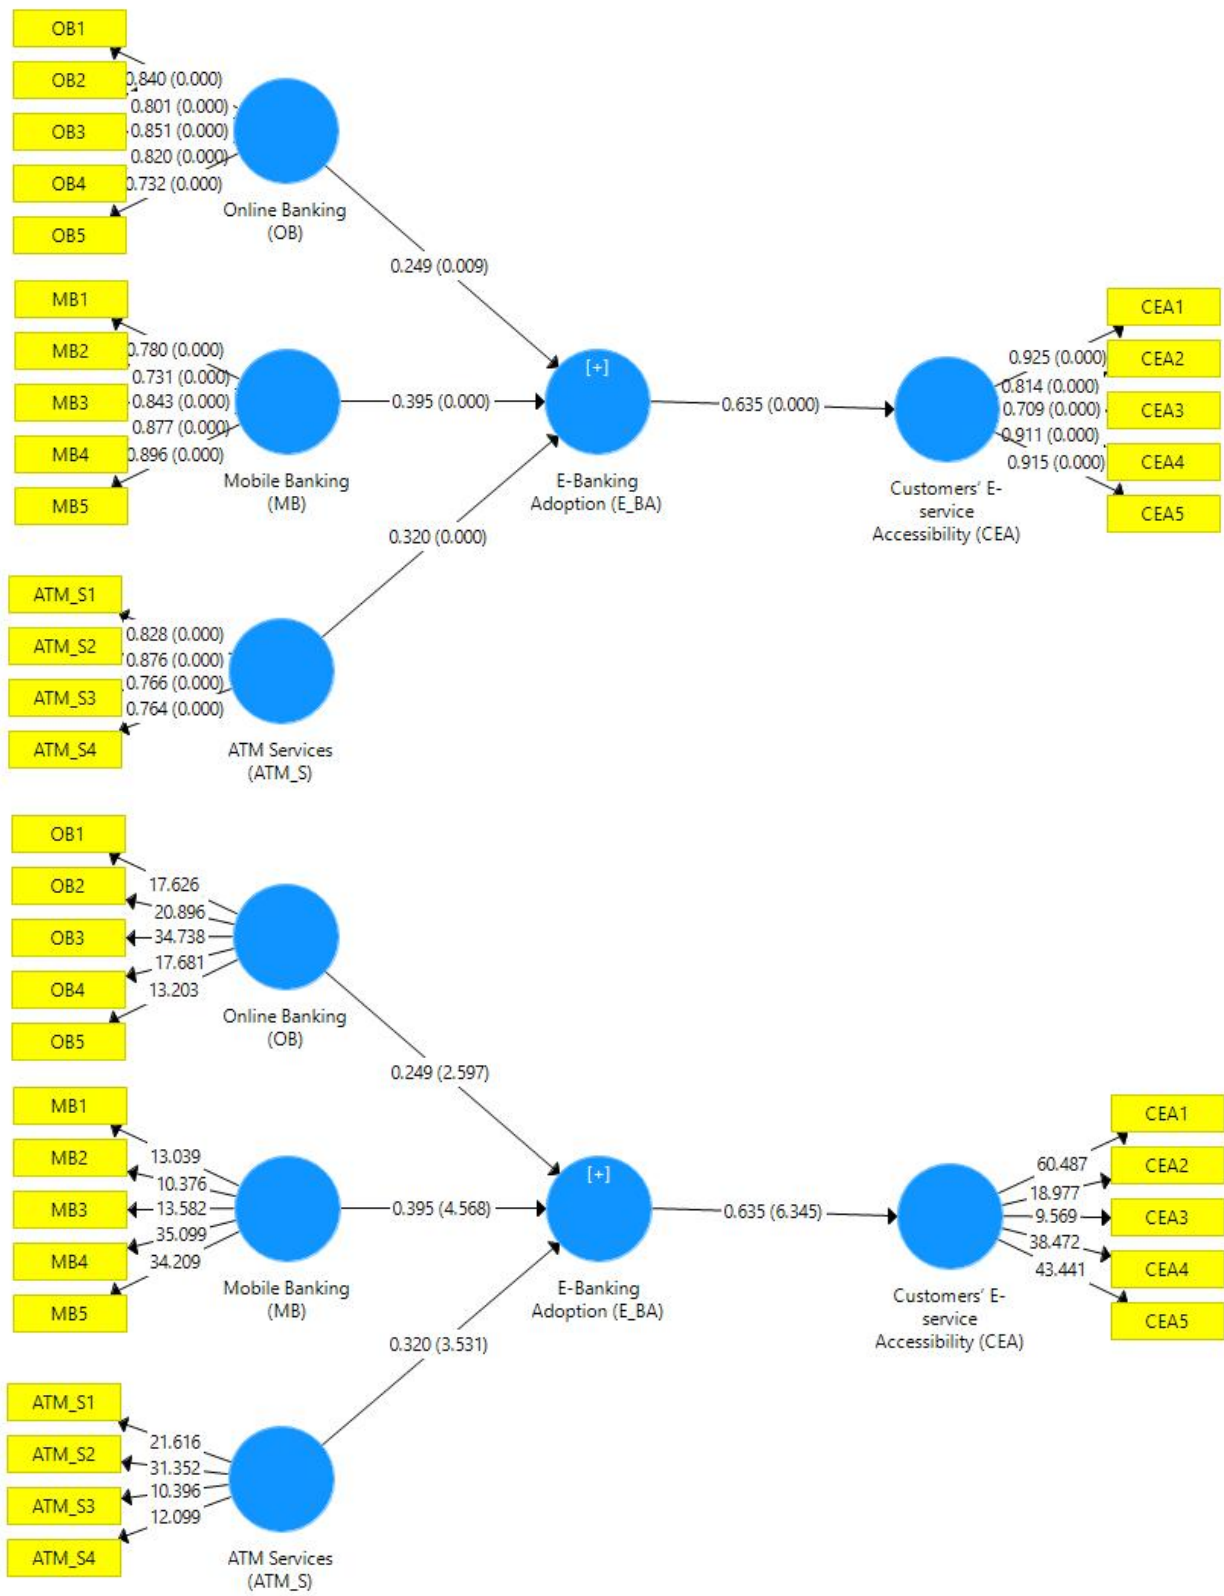 OB1
OB2
OB3
OB4
OB5
0.840 (0.000)
0.801 (0.000)
0.851 (0.000)
0.820 (0.000)
0.732 (0.000)
Online Banking
(OB)
0.249 (0.009)
MB1
MB2
MB3
MB4
MB5
0.780 (0.000)
0.731 (0.000)
0.843 (0.000)
0.877 (0.000)
0.896 (0.000)
Mobile Banking
(MB)
0.395 (0.000)
[+]
E-Banking
Adoption (E_BA)
0.635 (0.000)
Customers' E-
service
Accessibility (CEA)
0.925 (0.000)
0.814 (0.000)
0.709 (0.000)
0.911 (0.000)
0.915 (0.000)
CEA1
CEA2
CEA3
CEA4
CEA5
0.320 (0.000)
ATM_S1
ATM_S2
ATM_S3
ATM_S4
0.828 (0.000)
0.876 (0.000)
0.766 (0.000)
0.764 (0.000)
ATM Services
(ATM_S)
OB1
OB2
OB3
OB4
OB5
17.626
20.896
34.738
17.681
13.203
Online Banking
(OB)
0.249 (2.597)
MB1
MB2
MB3
MB4
MB5
13.039
10.376
13.582
35.099
34.209
Mobile Banking
(MB)
0.395 (4.568)
[+]
E-Banking
Adoption (E_BA)
0.635 (6.345)
Customers' E-
service
Accessibility (CEA)
60.487
18.977
9.569
38.472
43.441
CEA1
CEA2
CEA3
CEA4
CEA5
0.320 (3.531)
ATM_S1
ATM_S2
ATM_S3
ATM_S4
21.616
31.352
10.396
12.099
ATM Services
(ATM_S)